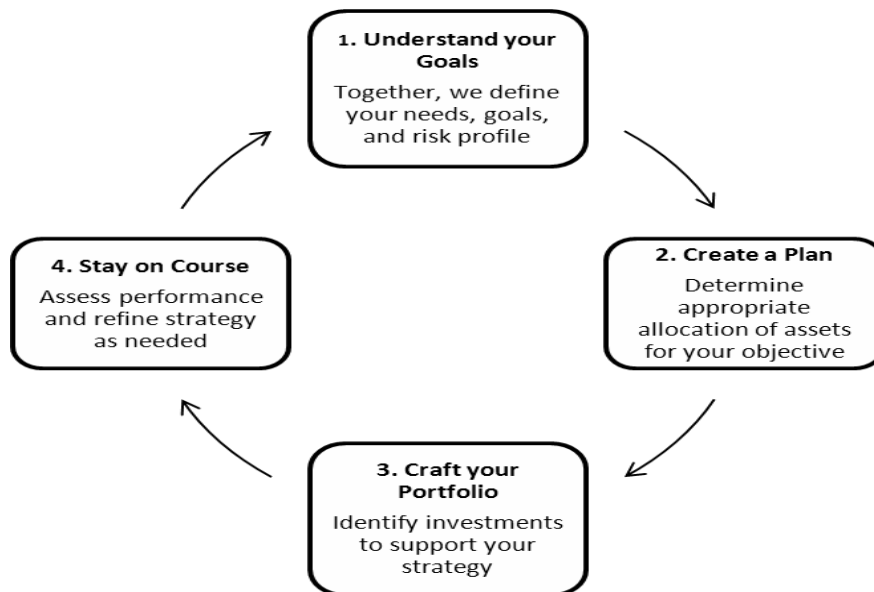 1. Understand your
Goals
Together, we define
your needs, goals,
and risk profile
2. Create a Plan
Determine
appropriate
allocation of assets
for your objective
3. Craft your
Portfolio
Identify investments
to support your
strategy
4. Stay on Course
Assess performance
and refine strategy
as needed